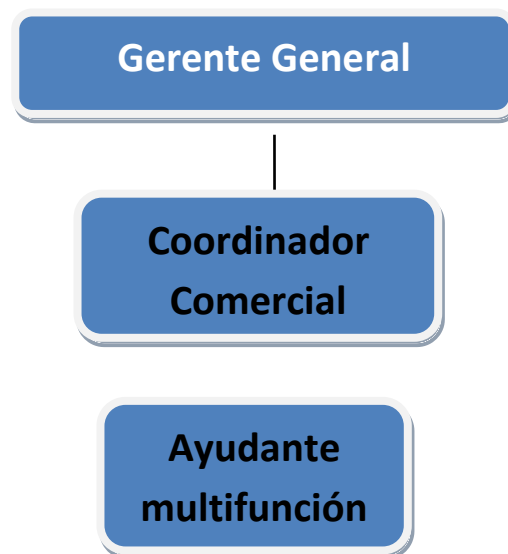 Gerente General
Coordinador
Comercial
Ayudante
multifunción